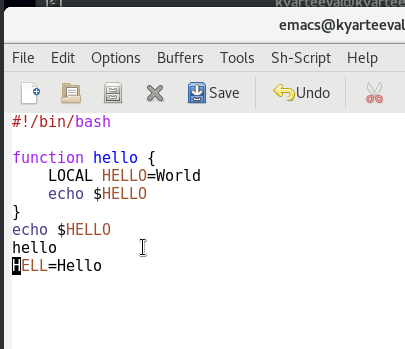 kyarteeva@kyarteeva
emacs@kyarteeval
File Edit Options Buffers Tools Sh-Script Help
Save Undo
#!/bin/bash
function hello {
LOCAL HELLO=World
echo $HELLO
}
echo $HELLO
hello
HELL=Hello